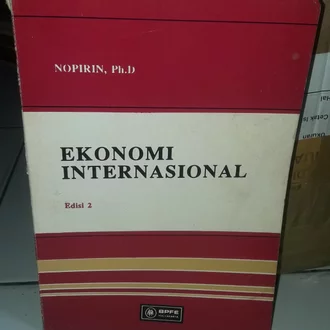 NOPIRIN, Ph.D
EKONOMI
INTERNASIONAL
Edisi 2
BPFE